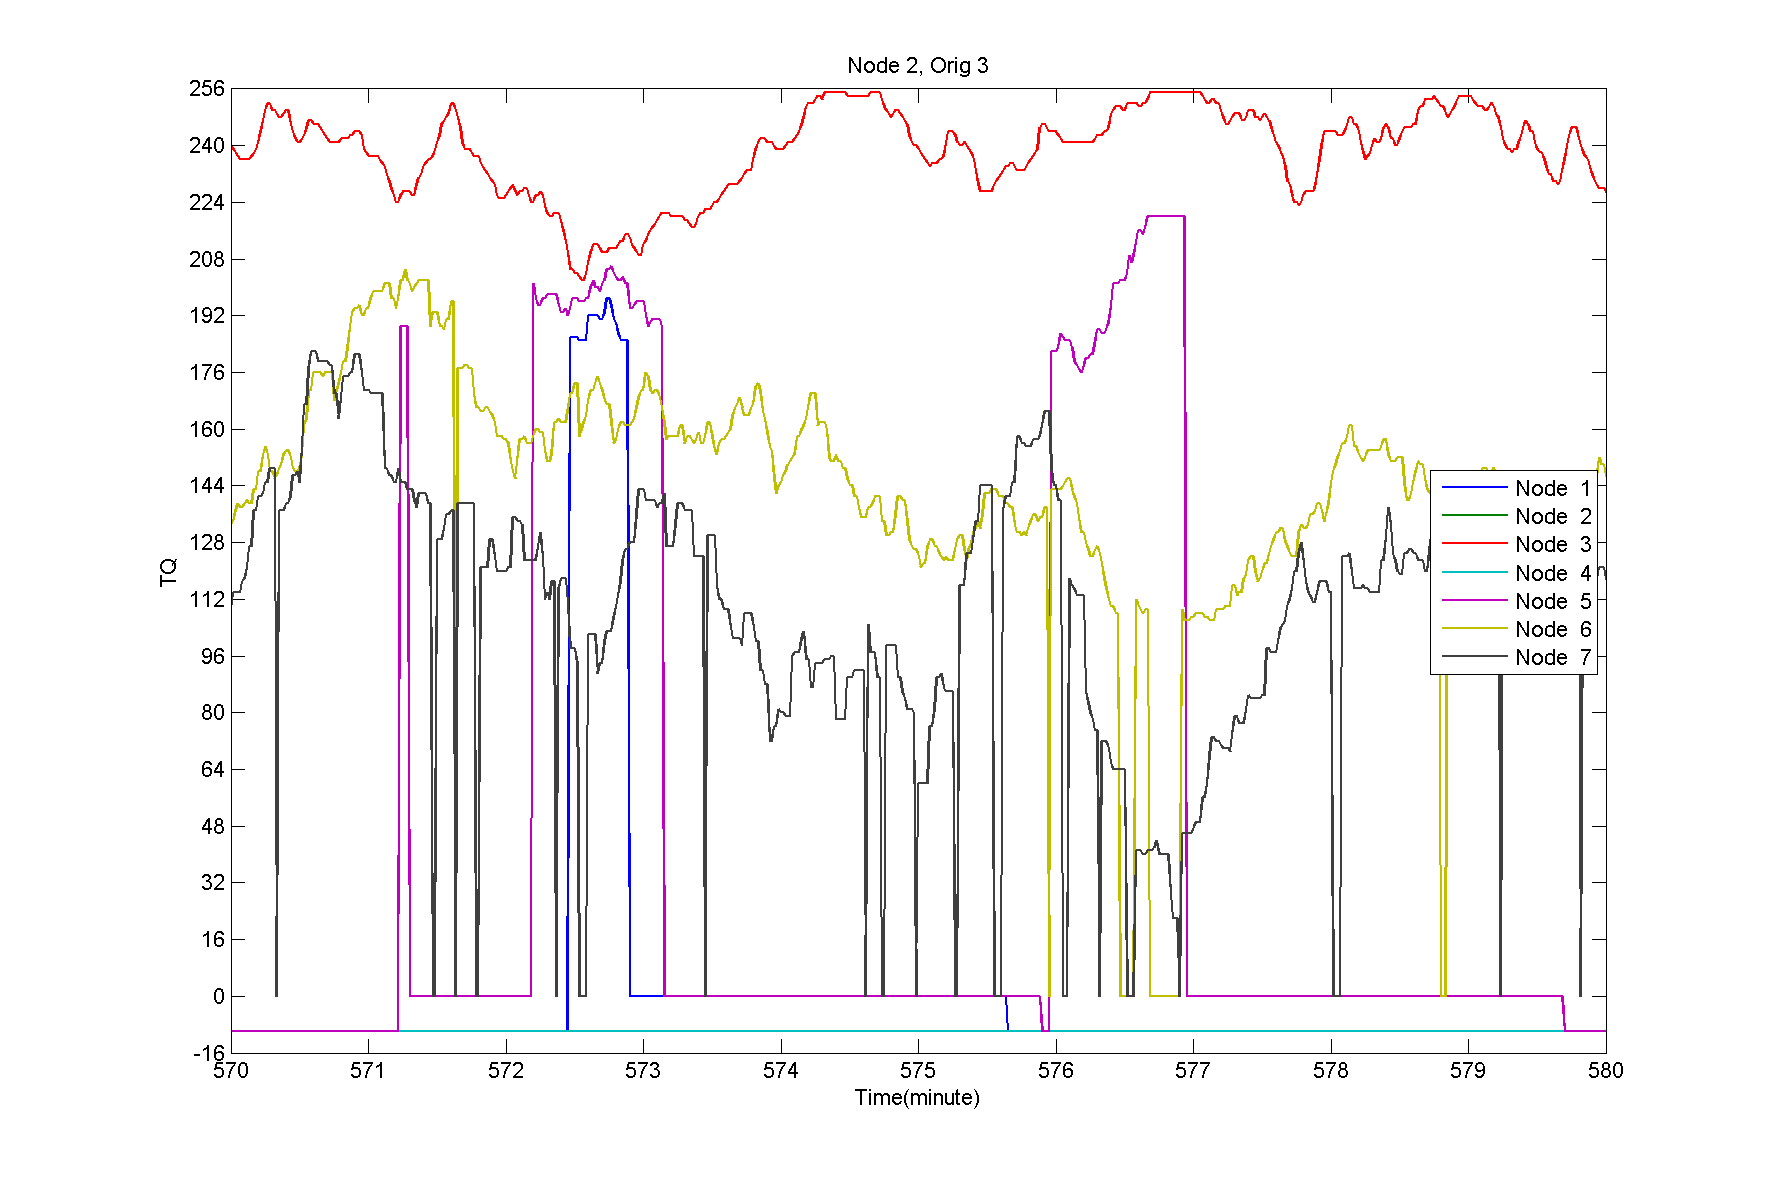 Node 2, Orig 3
256
240
224
208
192
176
160
144
128
112
96
80
64
48
32
16
0
-16
TQ
570 571 572 573 574 575 576 577 578 579 580
Time(minute)
Node 1
Node 2
Node 3
Node 4
Node 5
Node 6
Node 7